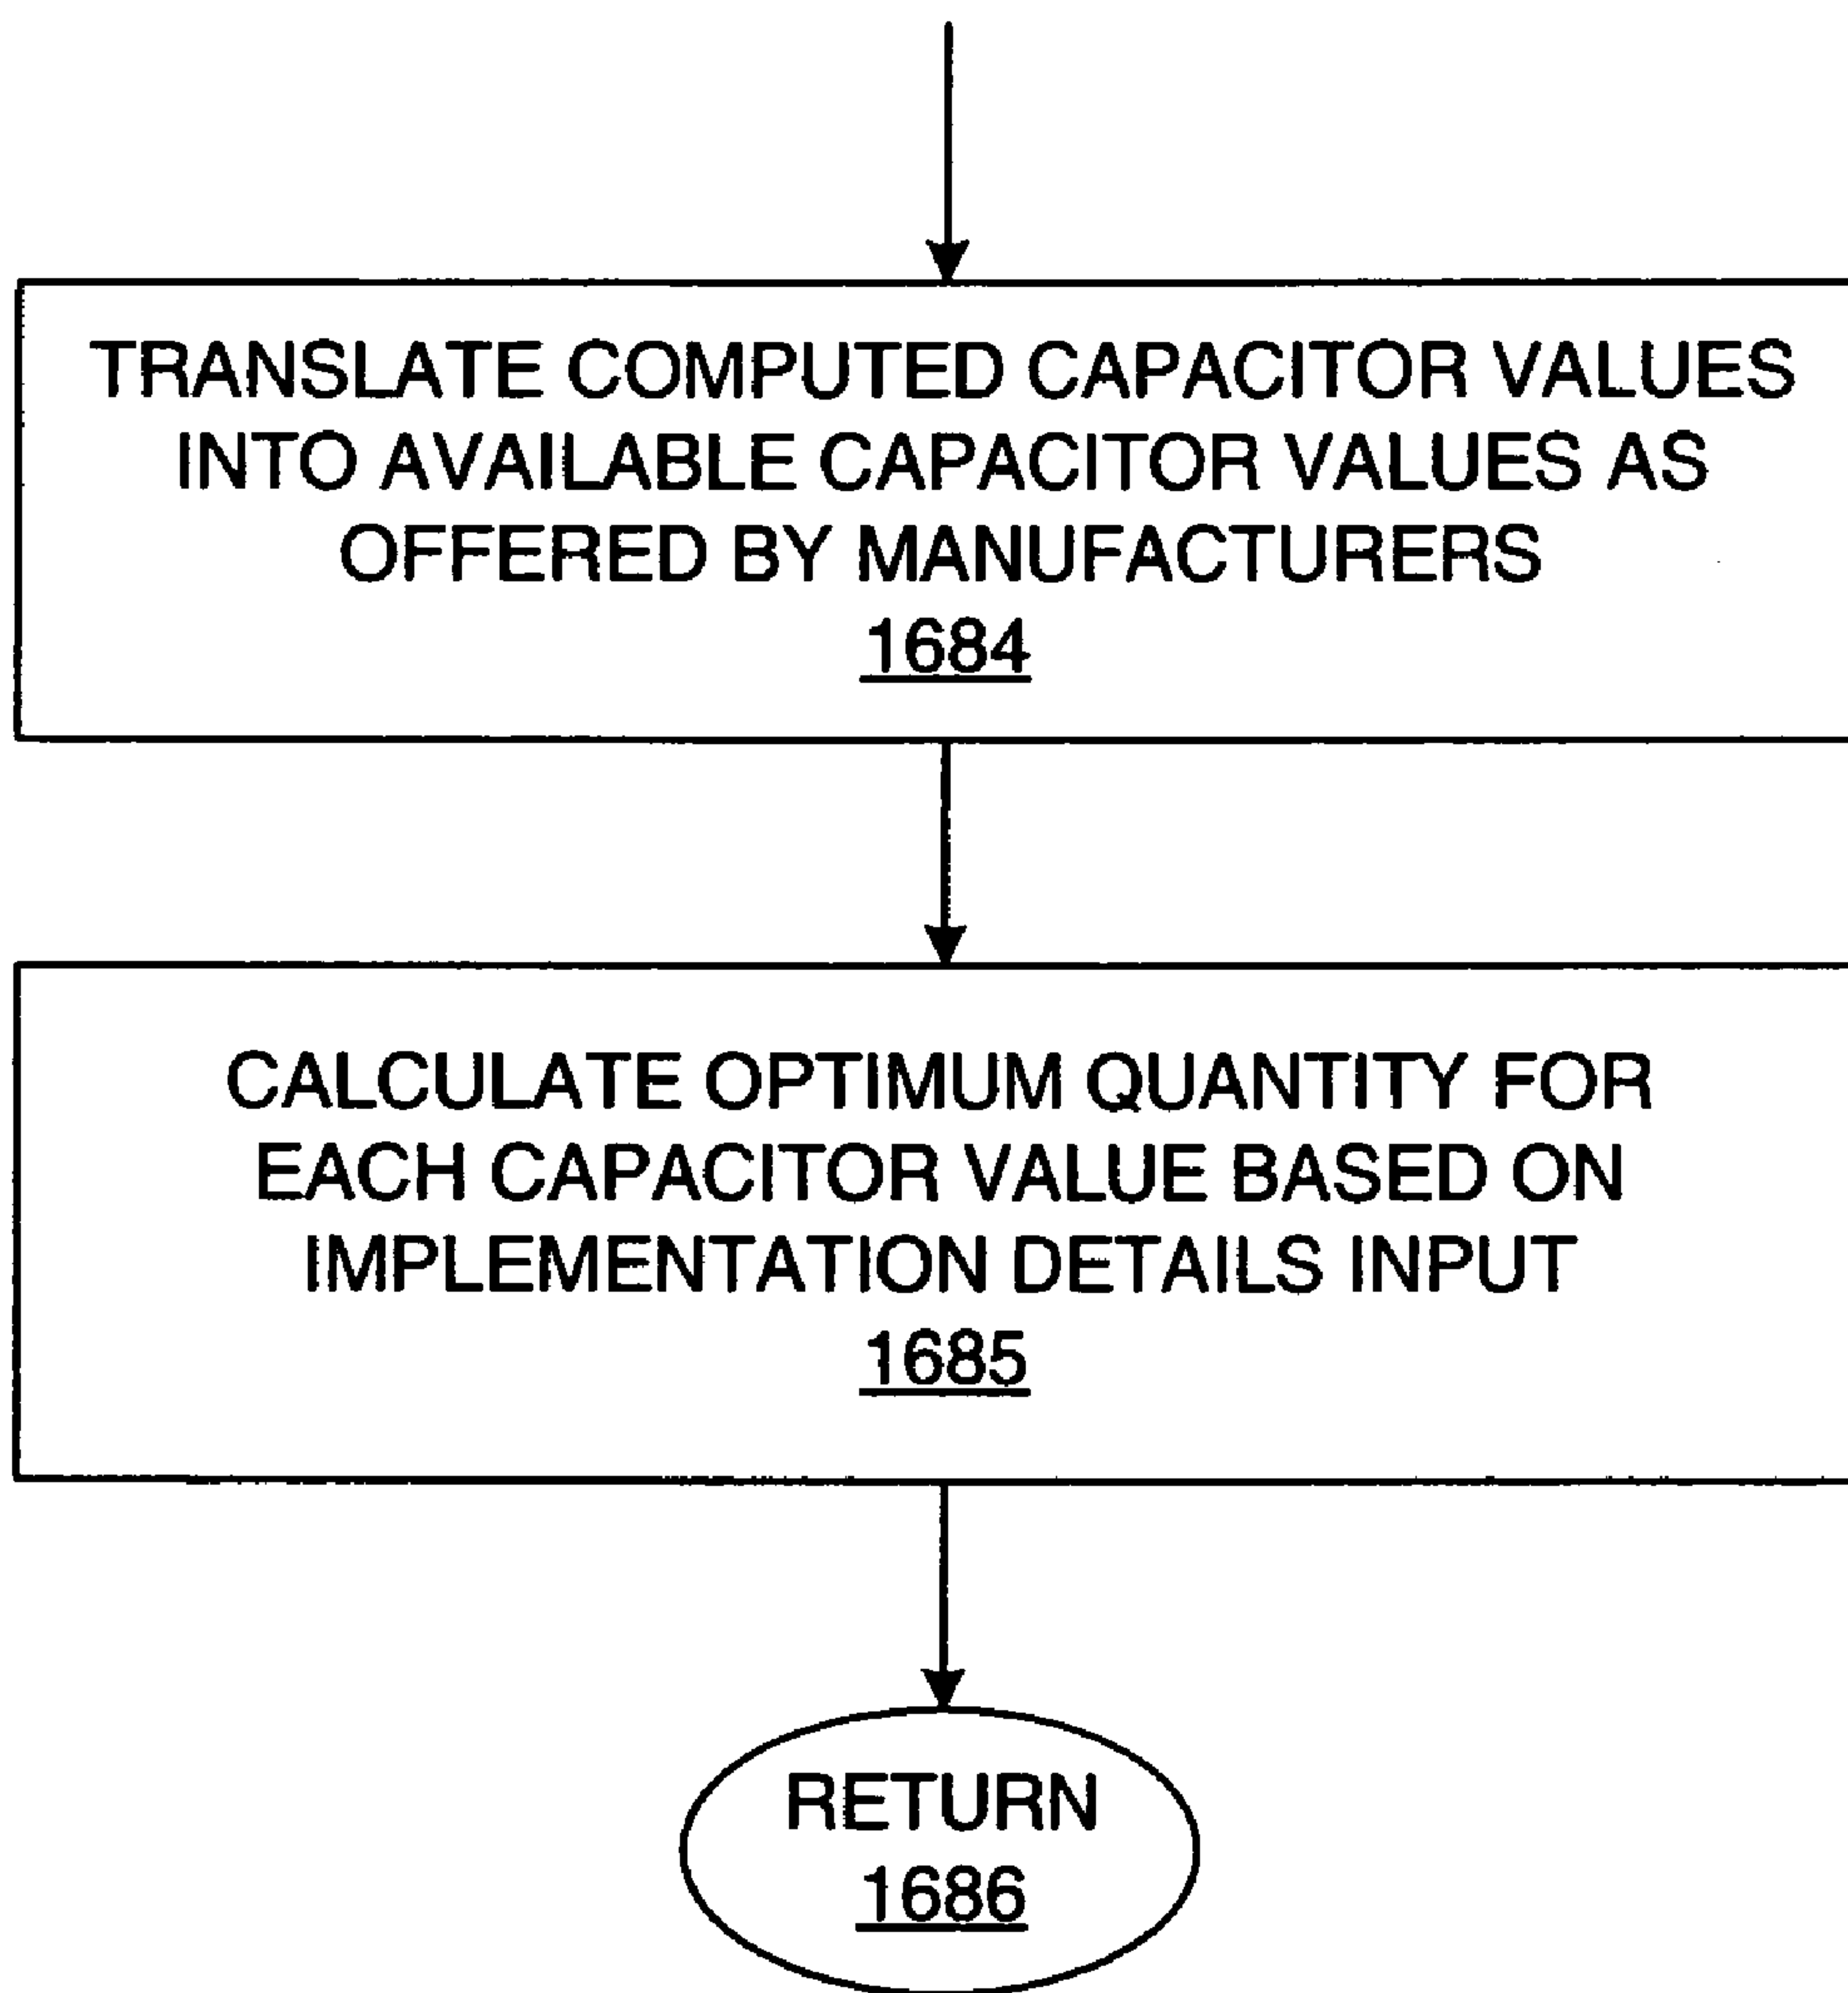 TRANSLATE COMPUTED CAPACITOR VALUES
INTO AVAILABLE CAPACITOR VALUES AS
OFFERED BY MANUFACTURERS
1684
CALCULATE OPTIMUM QUANTITY FOR
EACH CAPACITOR VALUE BASED ON
IMPLEMENTATION DETAILS INPUT
1685
RETURN
1686